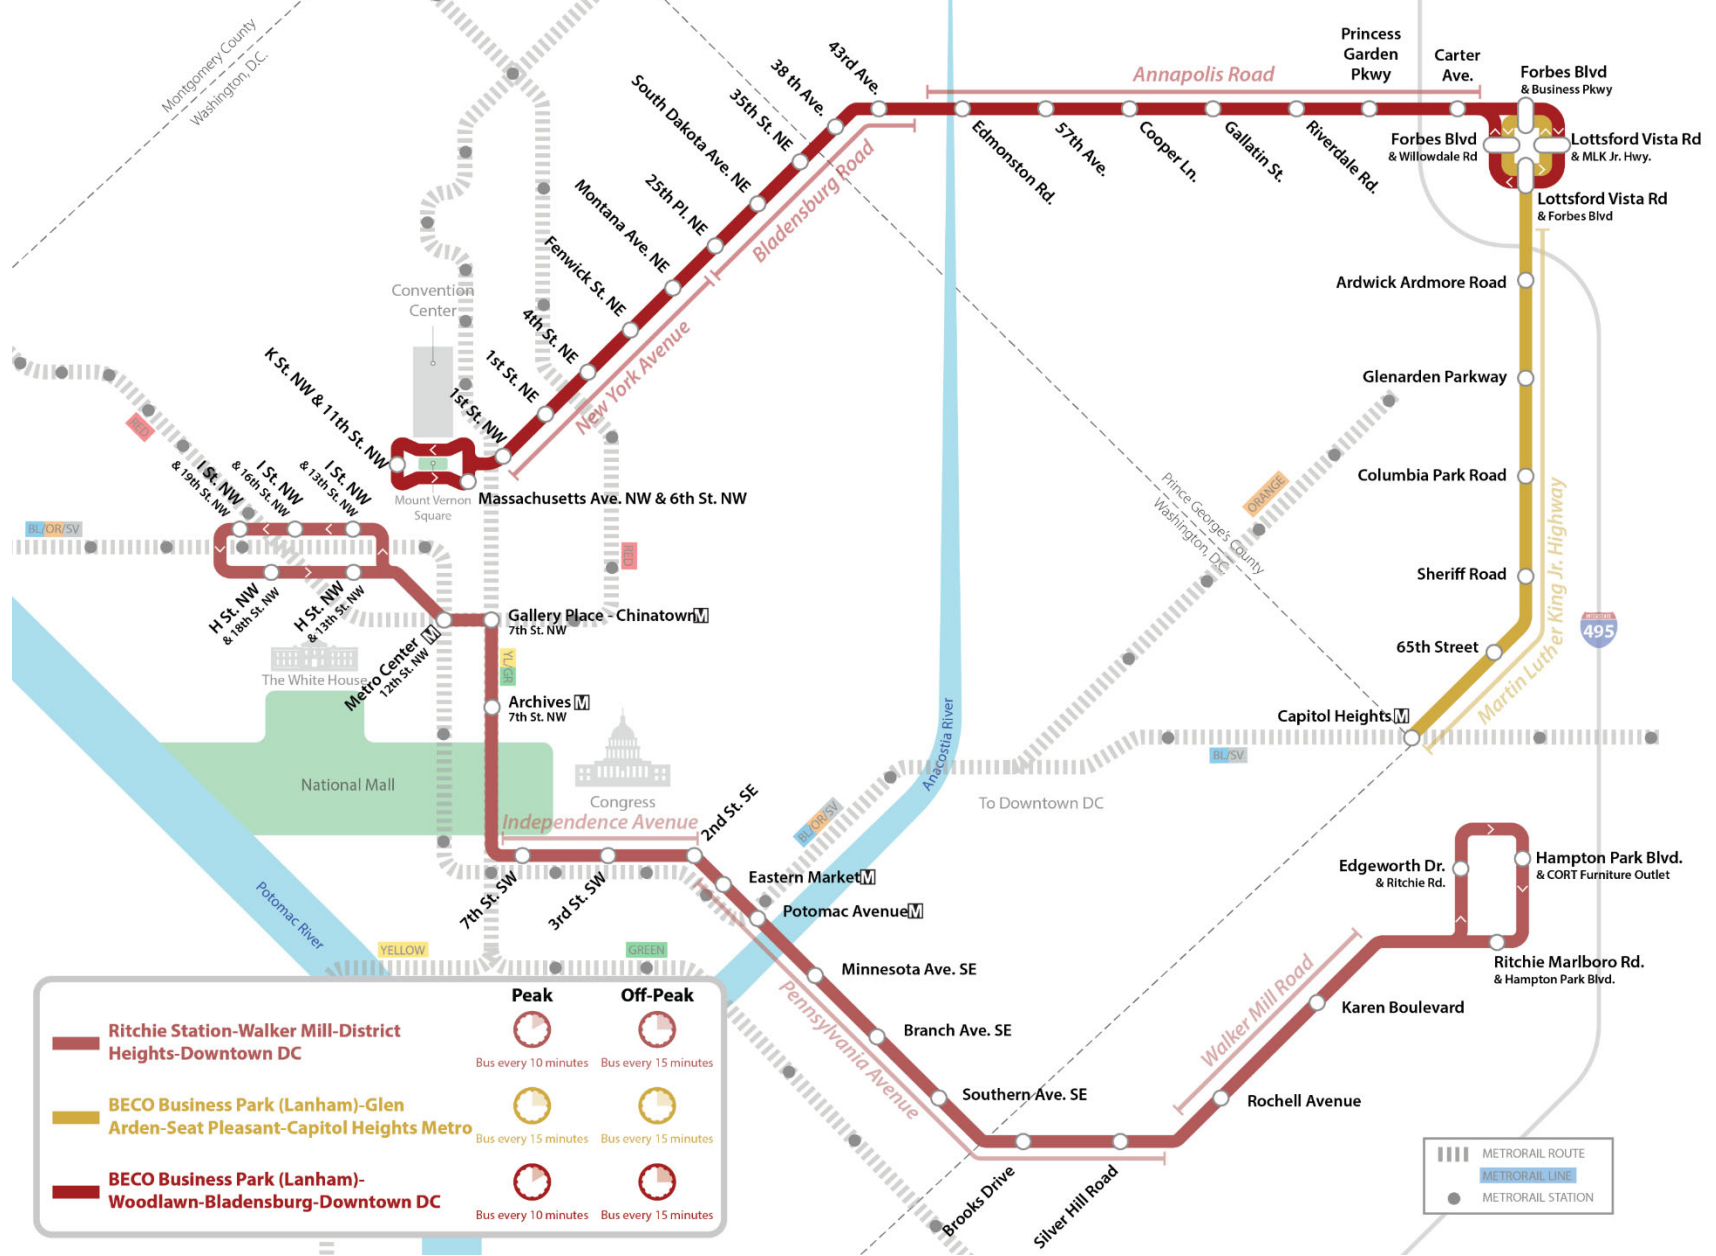 Montgomery County
Washington, D.C.
43rd Ave.
38 th Ave.
35th St. NE
South Dakota Ave. NE
25th Pl. NE
Montana Ave. NE
Fenwick St. NE
4th St. NE
1st St. NE
1st St. NW
K St. NW & 11th St. NW
Massachusetts Ave. NW & 6th St. NW
New York Avenue
Bladensburg Road
Annapolis Road
Princess
Garden
Pkwy
Carter
Ave.
Edmonston Rd.
57th Ave.
Cooper Ln.
Gallatin St.
Riverdale Rd.
Forbes Blvd
& Business Pkwy
Forbes Blvd
& Willowdale Rd
Lottsford Vista Rd
& MLK Jr. Hwy.
Lottsford Vista Rd
& Forbes Blvd
Ardwick Ardmore Road
Glenarden Parkway
Columbia Park Road
Sheriff Road
65th Street
Capitol Heights M
Martin Luther King Jr. Highway
495
Prince George's County
Washington, D.C.
ORANGE
BL/SV
To Downtown DC
Anacostia River
Convention
Center
Mount Vernon
Square
RED
RED
BL/OR/SV
I St. NW
& 19th St. NW
I St. NW
& 16th St. NW
I St. NW
& 13th St. NW
H St. NW
& 18th St. NW
H St. NW
& 13th St. NW
Metro Center M
12th St. NW
Gallery Place - Chinatown M
7th St. NW
YL/GR
Archives M
7th St. NW
The White House
National Mall
Congress
Independence Avenue
7th St. SW
3rd St. SW
2nd St. SE
BL/OR/SV
Eastern Market M
Potomac Avenue M
Minnesota Ave. SE
Branch Ave. SE
Southern Ave. SE
Pennsylvania Avenue
Brooks Drive
Silver Hill Road
Rochell Avenue
Karen Boulevard
Walker Mill Road
Edgeworth Dr.
& Ritchie Rd.
Hampton Park Blvd.
& CORT Furniture Outlet
Ritchie Marlboro Rd.
& Hampton Park Blvd.
Potomac River
YELLOW
GREEN
Peak
Off-Peak
Ritchie Station-Walker Mill-District
Heights-Downtown DC
Bus every 10 minutes
Bus every 15 minutes
BECO Business Park (Lanham)-Glen
Arden-Seat Pleasant-Capitol Heights Metro
Bus every 15 minutes
Bus every 15 minutes
BECO Business Park (Lanham)-
Woodlawn-Bladensburg-Downtown DC
Bus every 10 minutes
Bus every 15 minutes
METRORAIL ROUTE
METRORAIL LINE
METRORAIL STATION